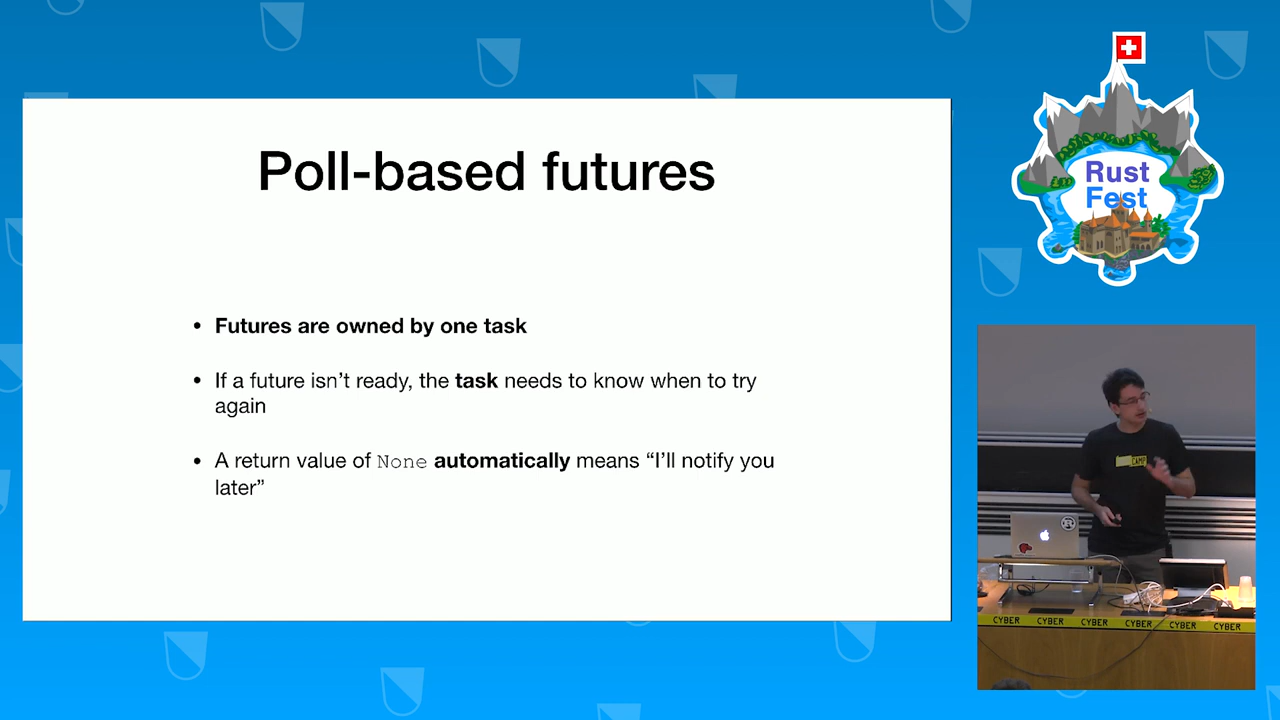 Poll-based futures
• Futures are owned by one task
• If a future isn’t ready, the task needs to know when to try
again
• A return value of None automatically means “I’ll notify you
later”
Rust
Fest
CAMP
CYBER CYBER CYBER CYBER CYBER CYBER